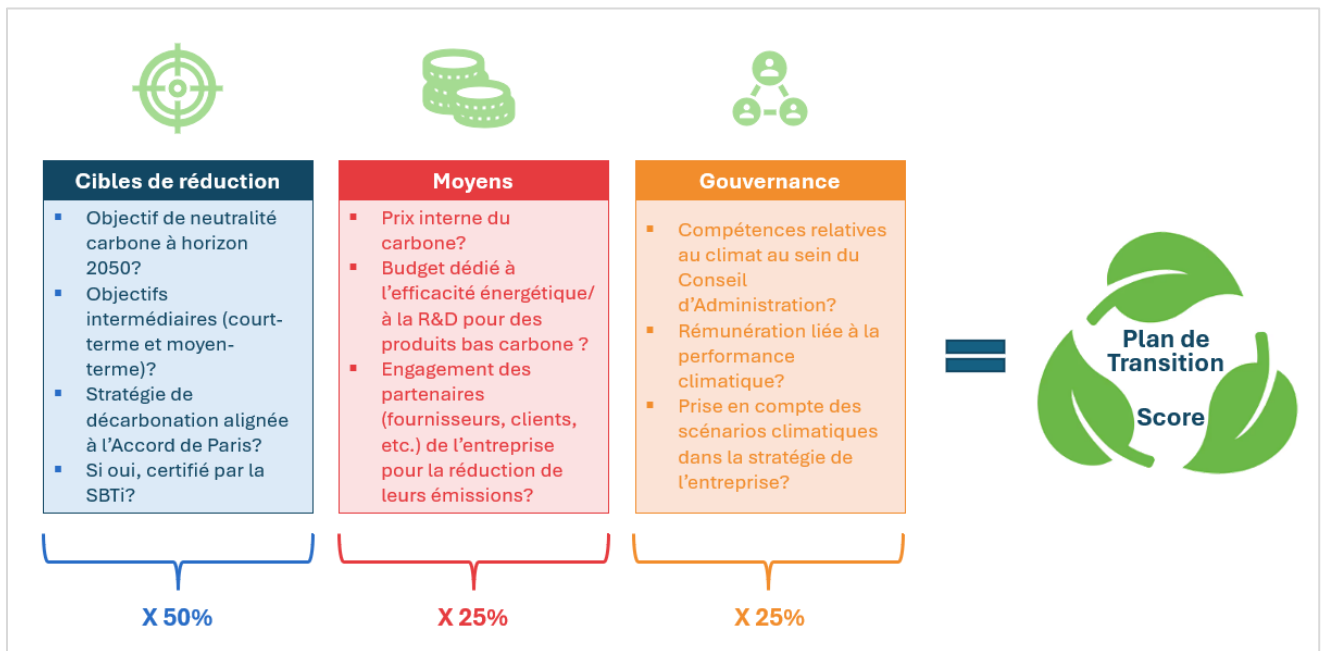 Cibles de réduction
▪ Objectif de neutralité
carbone à horizon
2050?
▪ Objectifs
intermédiaires (court-
terme et moyen-
terme)?
▪ Stratégie de
décarbonation alignée
à l’Accord de Paris?
▪ Si oui, certifié par la
SBTi?
X 50%
Moyens
▪ Prix interne du
carbone?
▪ Budget dédié à
l’efficacité énergétique/
à la R&D pour des
produits bas carbone ?
▪ Engagement des
partenaires
(fournisseurs, clients,
etc.) de l’entreprise
pour la réduction de
leurs émissions?
X 25%
Gouvernance
▪ Compétences relatives
au climat au sein du
Conseil
d’Administration?
▪ Rémunération liée à la
performance
climatique?
▪ Prise en compte des
scénarios climatiques
dans la stratégie de
l’entreprise?
X 25%
=
Plan de
Transition
Score